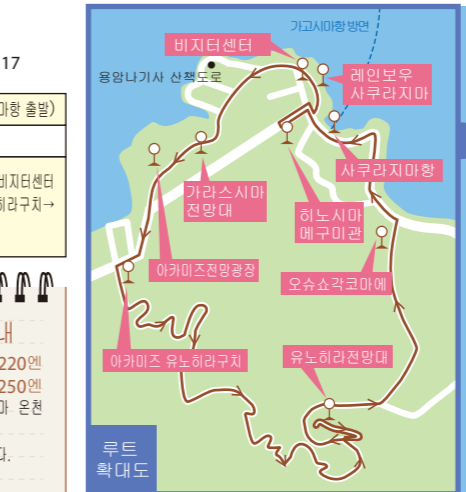 17
마항 출발)
비지터센터
히라구치→
내
220엔
250엔
마 온천
다.
가고시마항 방면
비지터센터
용암나기사 산책도로
레인보우
사쿠라지마
사쿠라지마항
가라스시마
전망대
히노시마
메구미관
아카미즈전망광장
오슈쇼각코마에
아카미즈 유노히라구치
유노히라전망대
루트
확대도